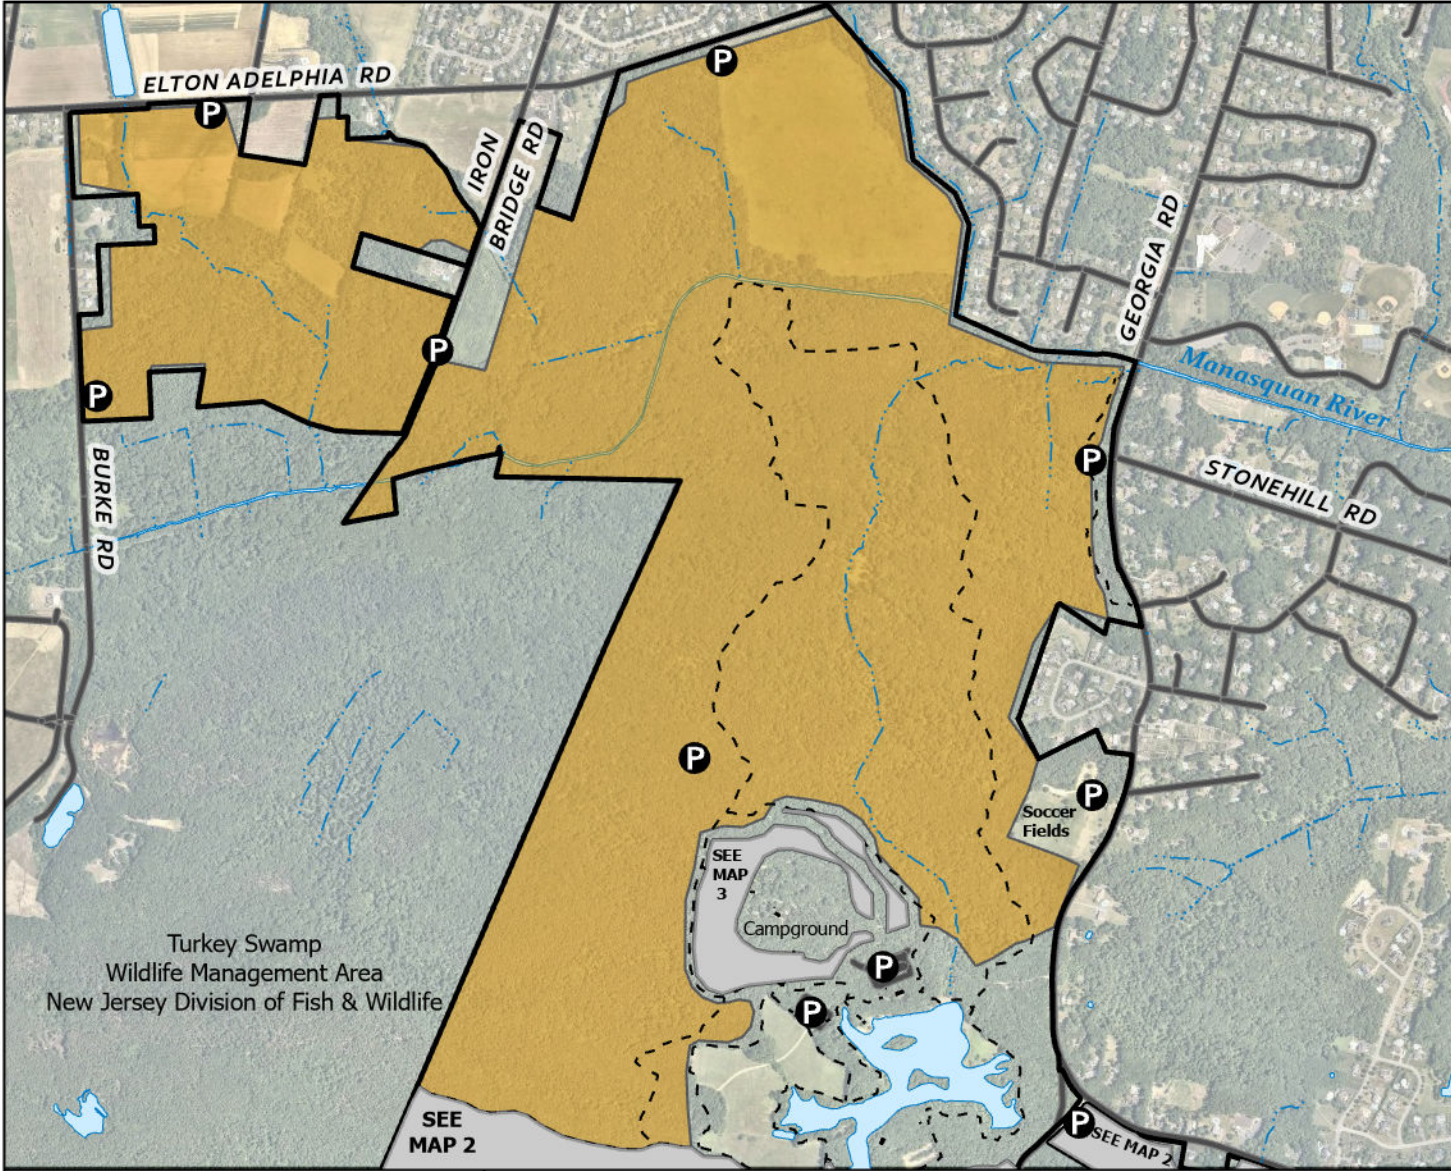 P
ELTON ADELPHIA RD
P
IRON
BRIDGE RD
GEORGIA RD
P
Manasquan River
P
BURKE RD
P
STONEHILL RD
P
P
Soccer
Fields
SEE
MAP
3
Campground
Turkey Swamp
Wildlife Management Area
New Jersey Division of Fish & Wildlife
P
P
SEE
MAP 2
P
SEE MAP 2